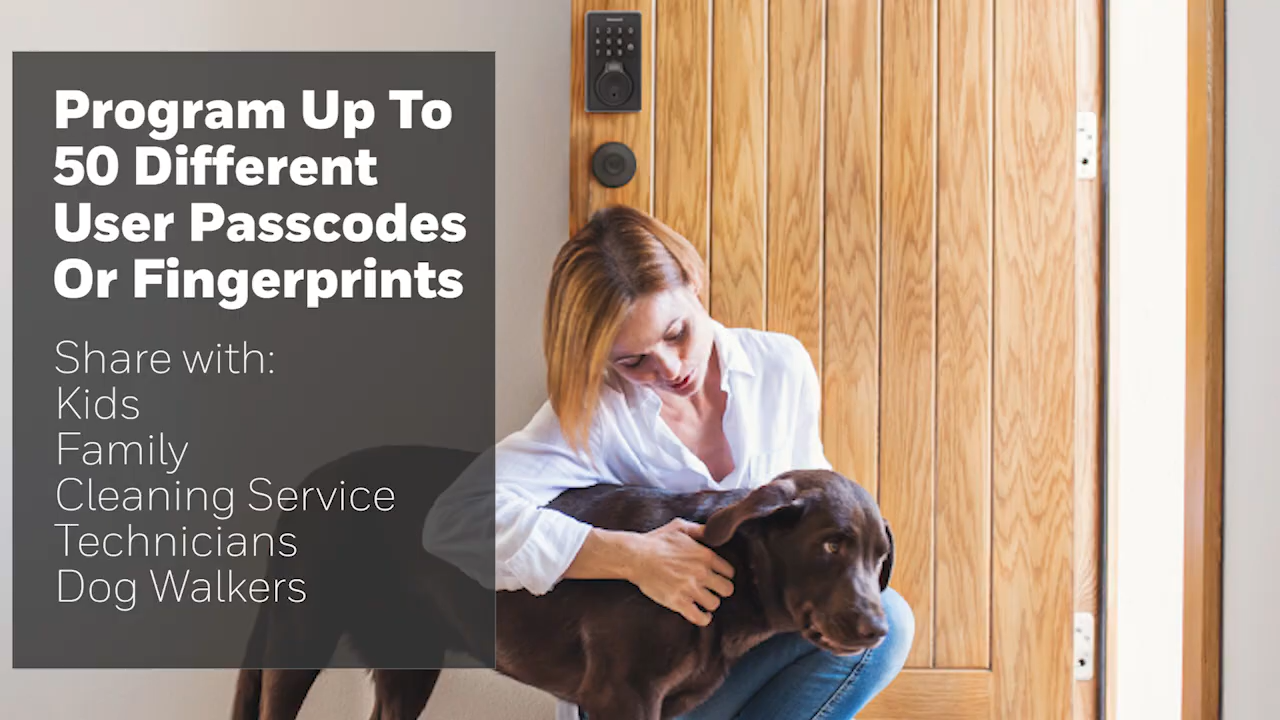 Program Up To
50 Different
User Passcodes
Or Fingerprints
Share with:
Kids
Family
Cleaning Service
Technicians
Dog Walkers